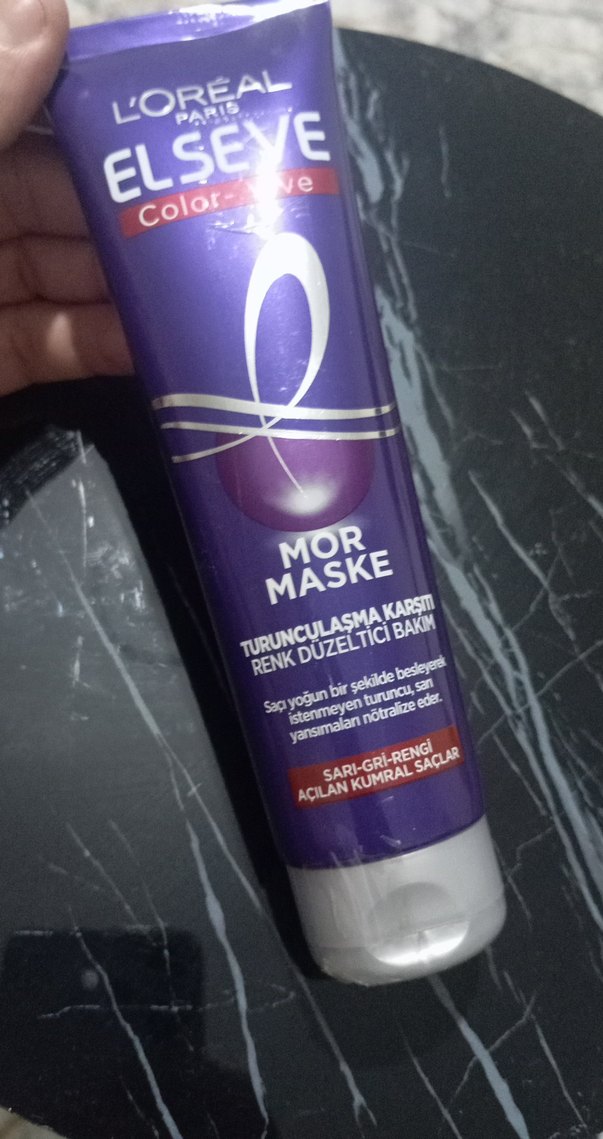 L'ORÉAL
PARIS
ELSEVE
Color-
MOR
MASKE
TURUNCULAŞMA KARŞITI
RENK DÜZELTİCİ BAKIM
Saçı yoğun bir şekilde besleyerek
istenmeyen turuncu, sarı
yansımaları nötralize eder.
SARI-GRİ-RENGİ
AÇILAN KUMRAL SAÇLAR